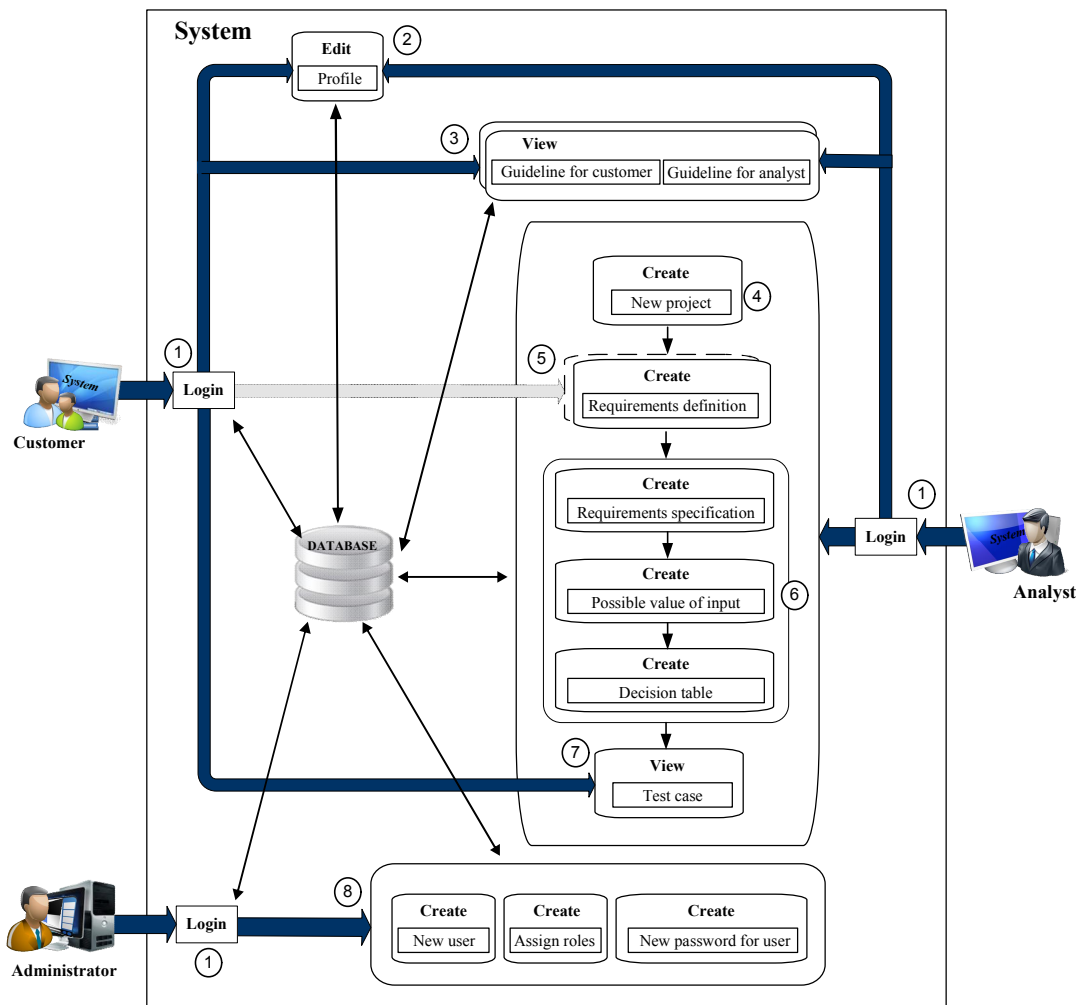 System
2
Edit
Profile
3
View
Guideline for customer
Guideline for analyst
Create
New project
4
1
5
System
Login
Create
Requirements definition
Customer
Create
Requirements specification
1
DATABASE
Login
System
Analyst
Create
Possible value of input
6
Create
Decision table
7
View
Test case
8
Login
Create
New user
Create
Assign roles
Create
New password for user
1
Administrator